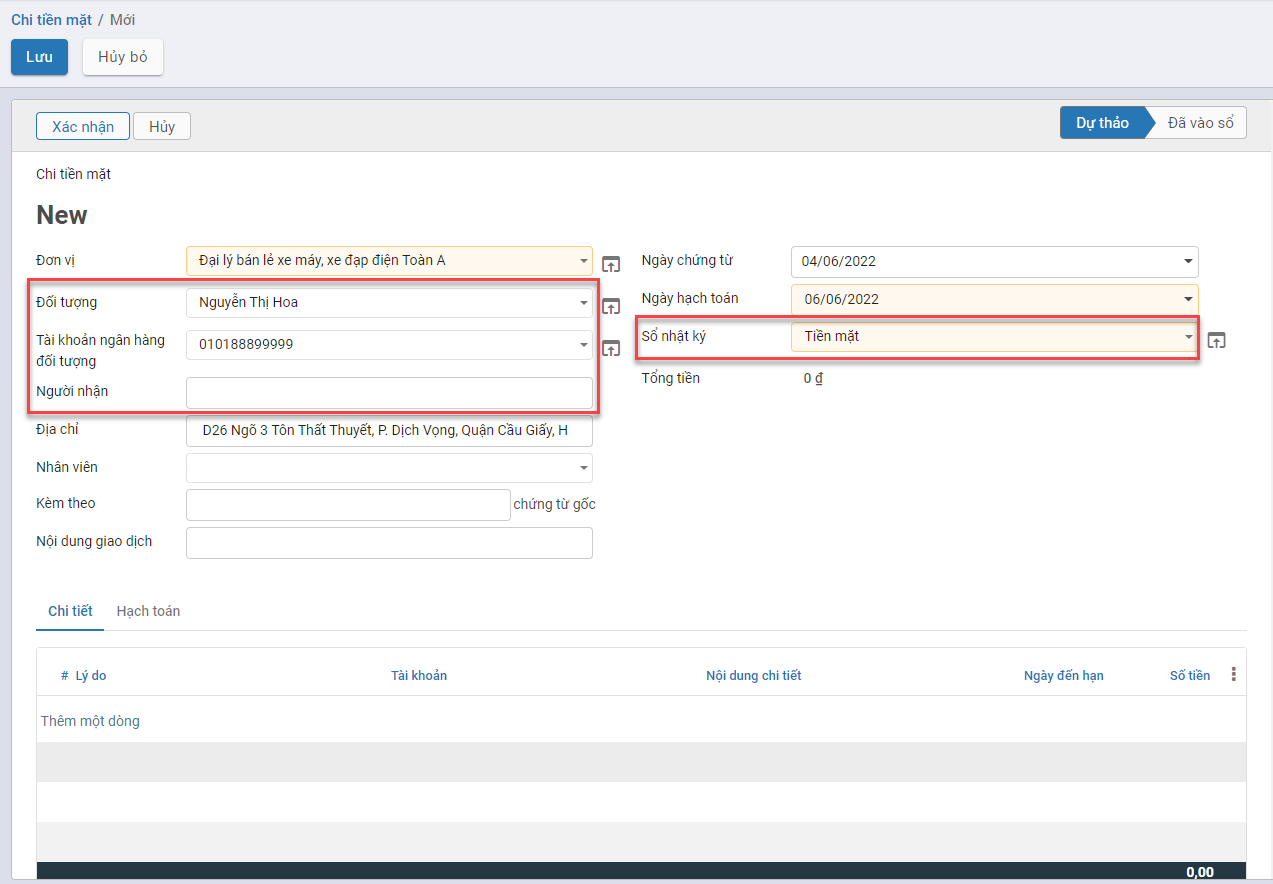 Chi tiền mặt / Mới
Lưu
Hủy bỏ
Xác nhận
Hủy
Dự thảo
Đã vào sổ
Chi tiền mặt
New
Đơn vị
Đại lý bán lẻ xe máy, xe đạp điện Toàn A
Ngày chứng từ
04/06/2022
Đối tượng
Nguyễn Thị Hoa
Ngày hạch toán
06/06/2022
Tài khoản ngân hàng
đối tượng
010188899999
Sổ nhật ký
Tiền mặt
Người nhận
Tổng tiền
0 ₫
Địa chỉ
D26 Ngõ 3 Tôn Thất Thuyết, P. Dịch Vọng, Quận Cầu Giấy, H
Nhân viên
Kèm theo
chứng từ gốc
Nội dung giao dịch
Chi tiết
Hạch toán
# Lý do
Tài khoản
Nội dung chi tiết
Ngày đến hạn
Số tiền
Thêm một dòng
0,00